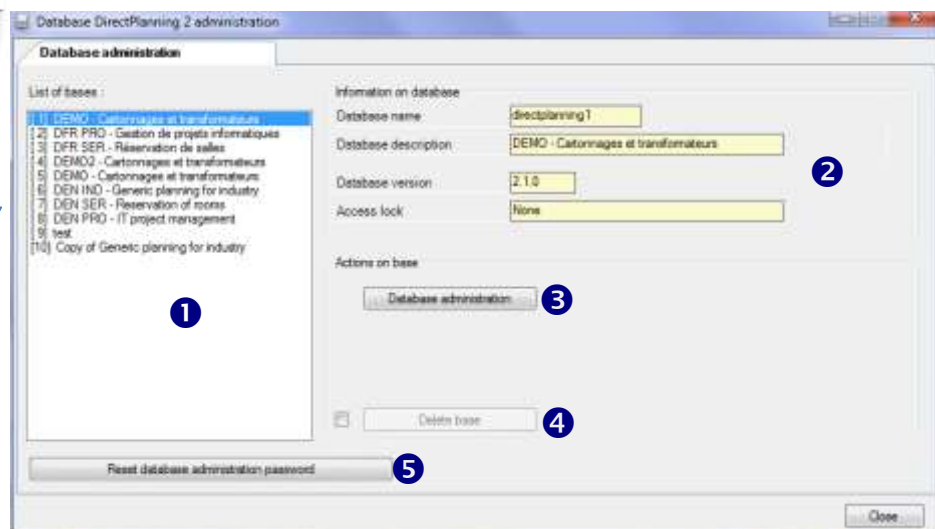 Database DirectPlanning 2 administration
Database administration
List of bases :
[ 1] DEMO - Cartonnages et transformateurs
[ 2] DFR PRO - Gestion de projets informatiques
[ 3] DFR SER - Réservation de salles
[ 4] DEMO2 - Cartonnages et transformateurs
[ 5] DEMO - Cartonnages et transformateurs
[ 6] DEN IND - Generic planning for industry
[ 7] DEN SER - Reservation of rooms
[ 8] DEN PRO - IT project management
[ 9] test
[10] Copy of Generic planning for industry
1
Reset database administration password
5
Information on database
Database name
directplanning1
Database description
DEMO - Cartonnages et transformateurs
2
Database version
2.1.0
Access lock
None
Actions on base
Database administration
3
Delete base
4
Close